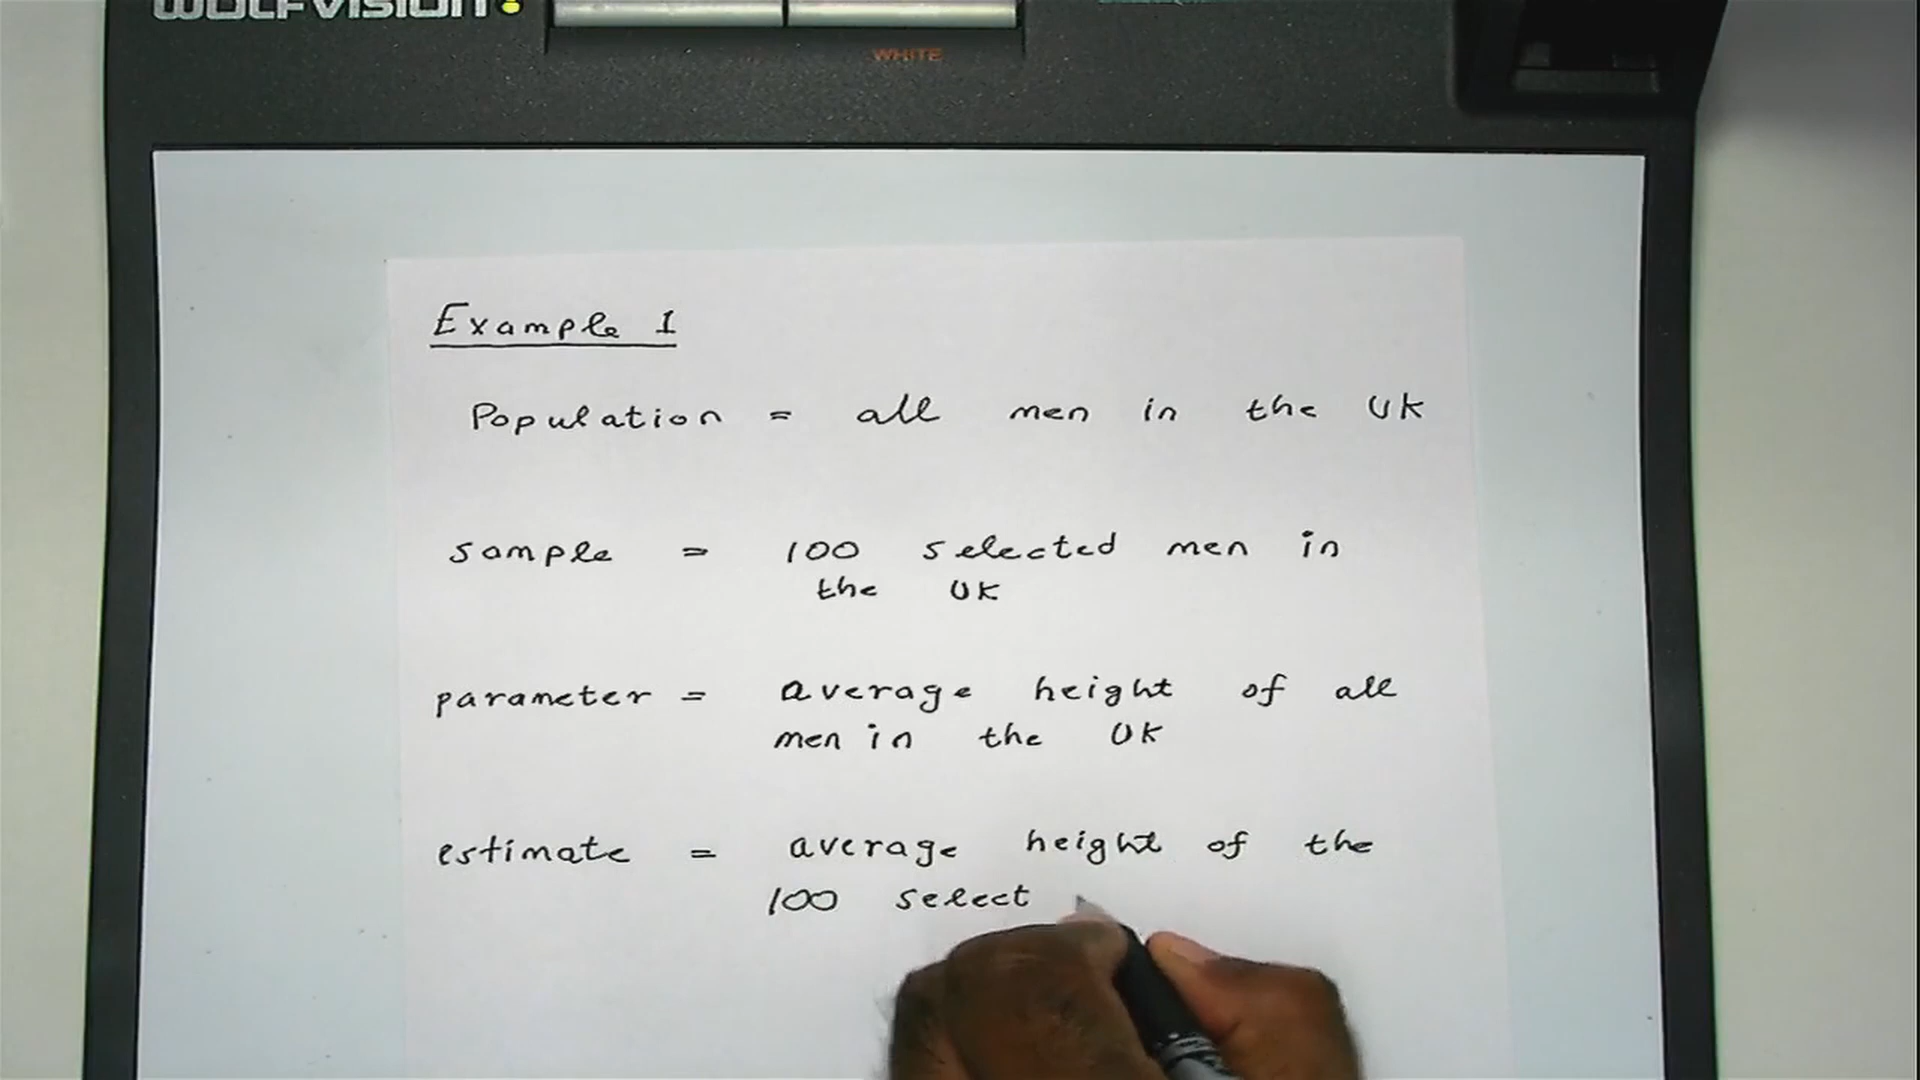 WOLFVISION
WHITE
Example 1
Population = all men in the UK
sample = 100 selected men in
the UK
parameter = average height of all
men in the UK
estimate = average height of the
100 select